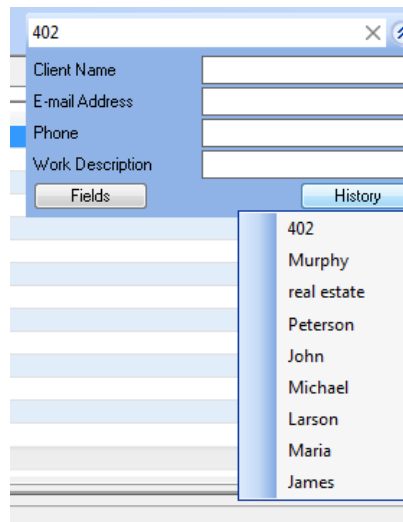 402
Client Name
E-mail Address
Phone
Work Description
Fields History
402
Murphy
real estate
Peterson
John
Michael
Larson
Maria
James